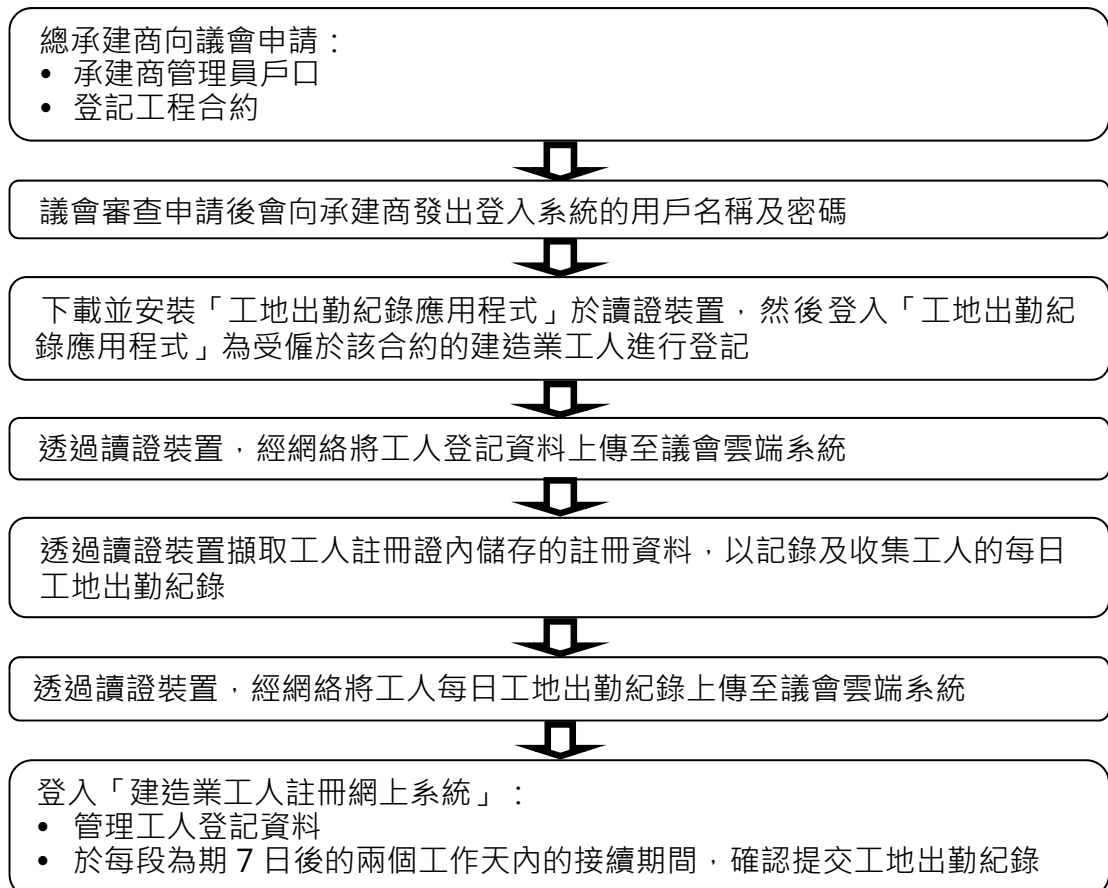 總承建商向議會申請：
• 承建商管理員戶口
• 登記工程合約
議會審查申請後會向承建商發出登入系統的用戶名稱及密碼
下載並安裝「工地出勤紀錄應用程式」於讀證裝置，然後登入「工地出勤紀
錄應用程式」為受僱於該合約的建造業工人進行登記
透過讀證裝置，經網絡將工人登記資料上傳至議會雲端系統
透過讀證裝置擷取工人註冊證內儲存的註冊資料，以記錄及收集工人的每日
工地出勤紀錄
透過讀證裝置，經網絡將工人每日工地出勤紀錄上傳至議會雲端系統
登入「建造業工人註冊網上系統」：
• 管理工人登記資料
• 於每段為期 7 日後的兩個工作天內的接續期間，確認提交工地出勤紀錄